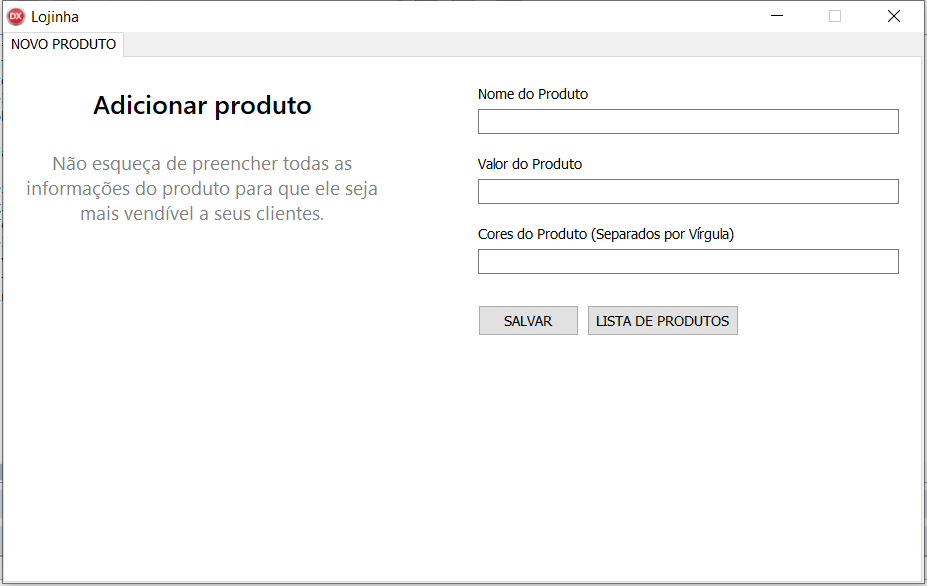 DX Lojinha
NOVO PRODUTO
Adicionar produto
Não esqueça de preencher todas as
informações do produto para que ele seja
mais vendível a seus clientes.
Nome do Produto
Valor do Produto
Cores do Produto (Separados por Vírgula)
SALVAR
LISTA DE PRODUTOS